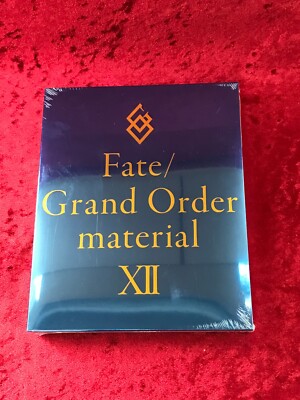 Fate/
Grand Order
material
XII